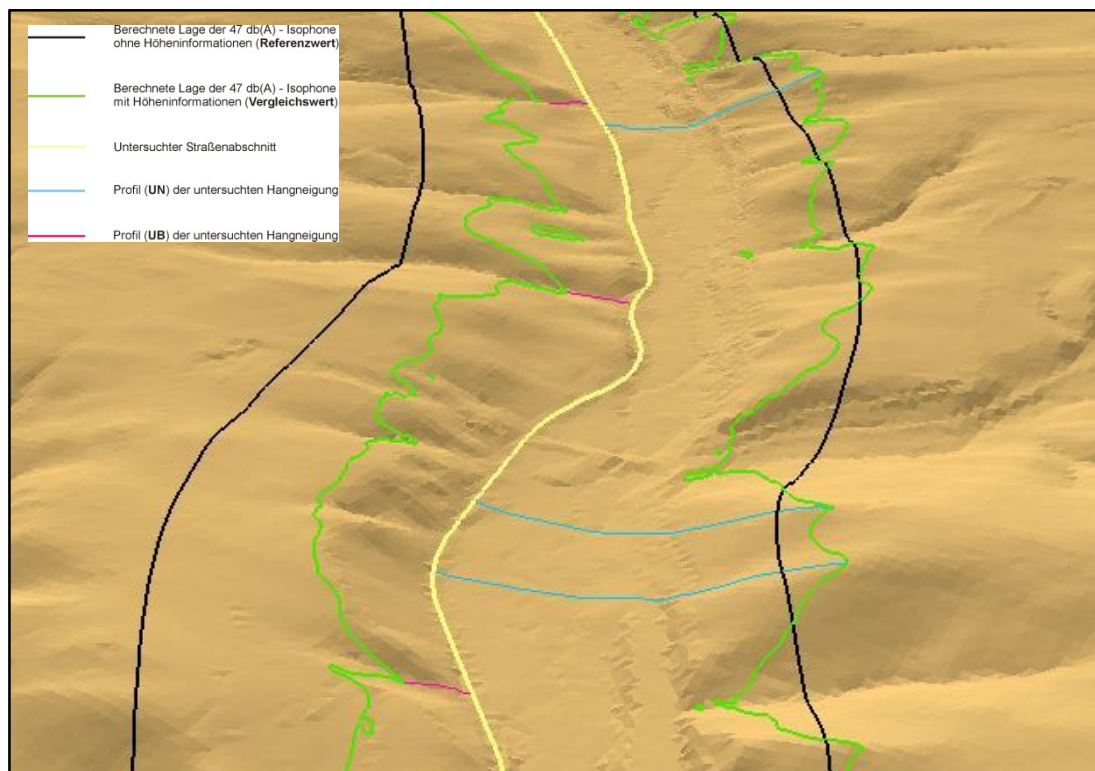 Berechnete Lage der 47 db(A) - Isophone
ohne Höheninformationen (Referenzwert)
Berechnete Lage der 47 db(A) - Isophone
mit Höheninformationen (Vergleichswert)
Untersuchter Straßenabschnitt
Profil (UN) der untersuchten Hangneigung
Profil (UB) der untersuchten Hangneigung